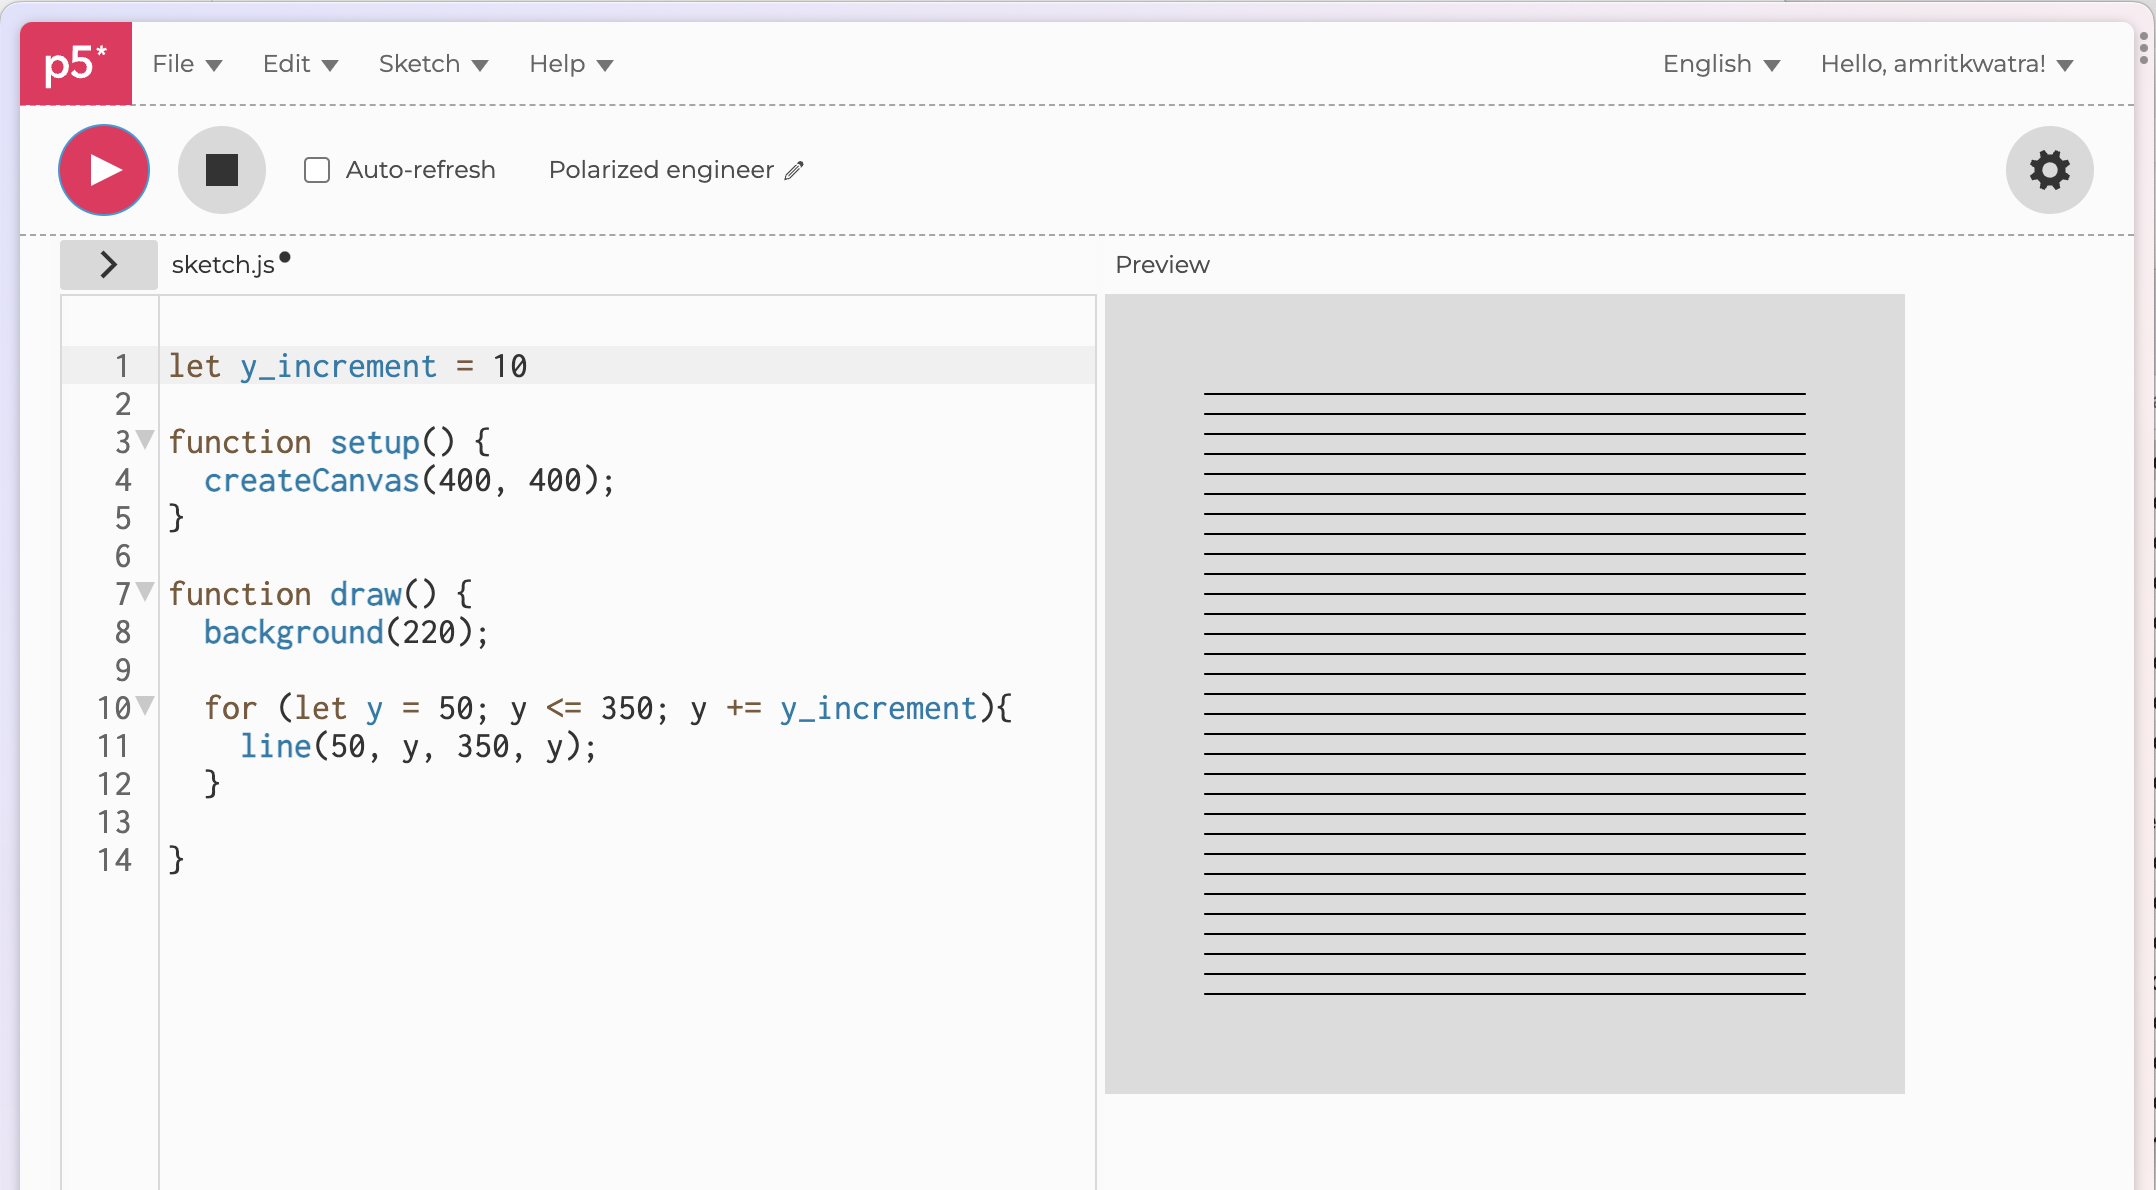 p5*
File Edit Sketch Help English Hello, amritkwatra!
Auto-refresh Polarized engineer
sketch.js
Preview
1 let y_increment = 10
2
3 function setup() {
4   createCanvas(400, 400);
5 }
6
7 function draw() {
8   background(220);
9
10   for (let y = 50; y <= 350; y += y_increment){
11     line(50, y, 350, y);
12   }
13
14 }